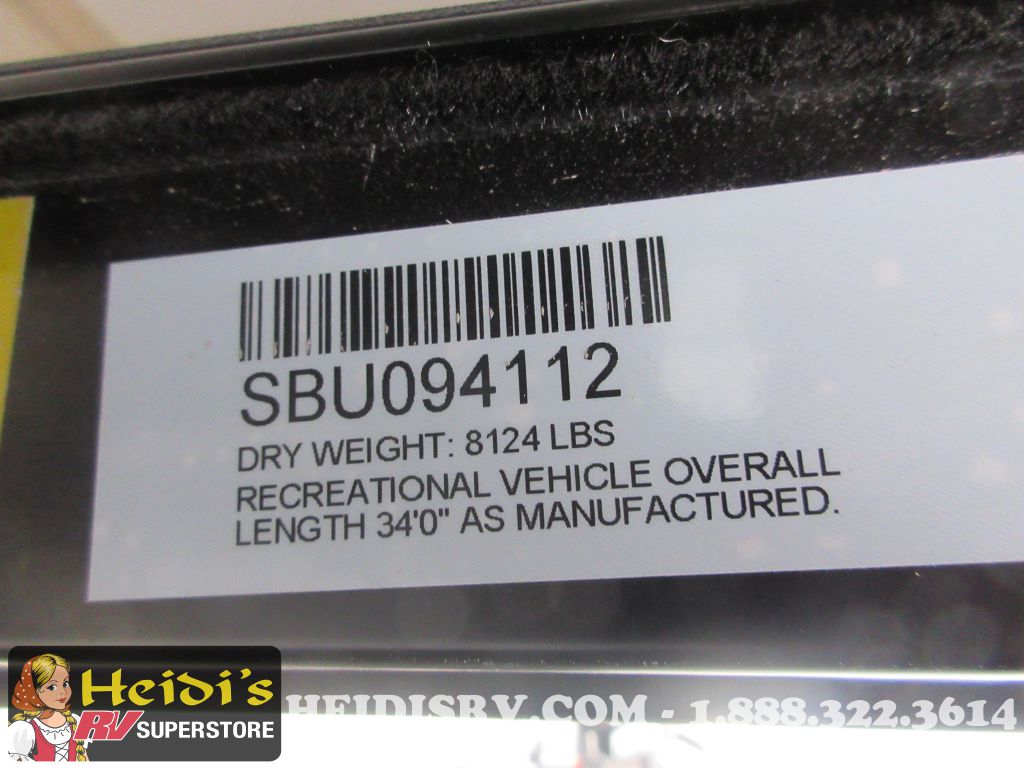 SBU094112
DRY WEIGHT: 8124 LBS
RECREATIONAL VEHICLE OVERALL
LENGTH 34'0" AS MANUFACTURED.
Heidi's
RV SUPERSTORE
HEIDISRV.COM - 1.888.322.3614